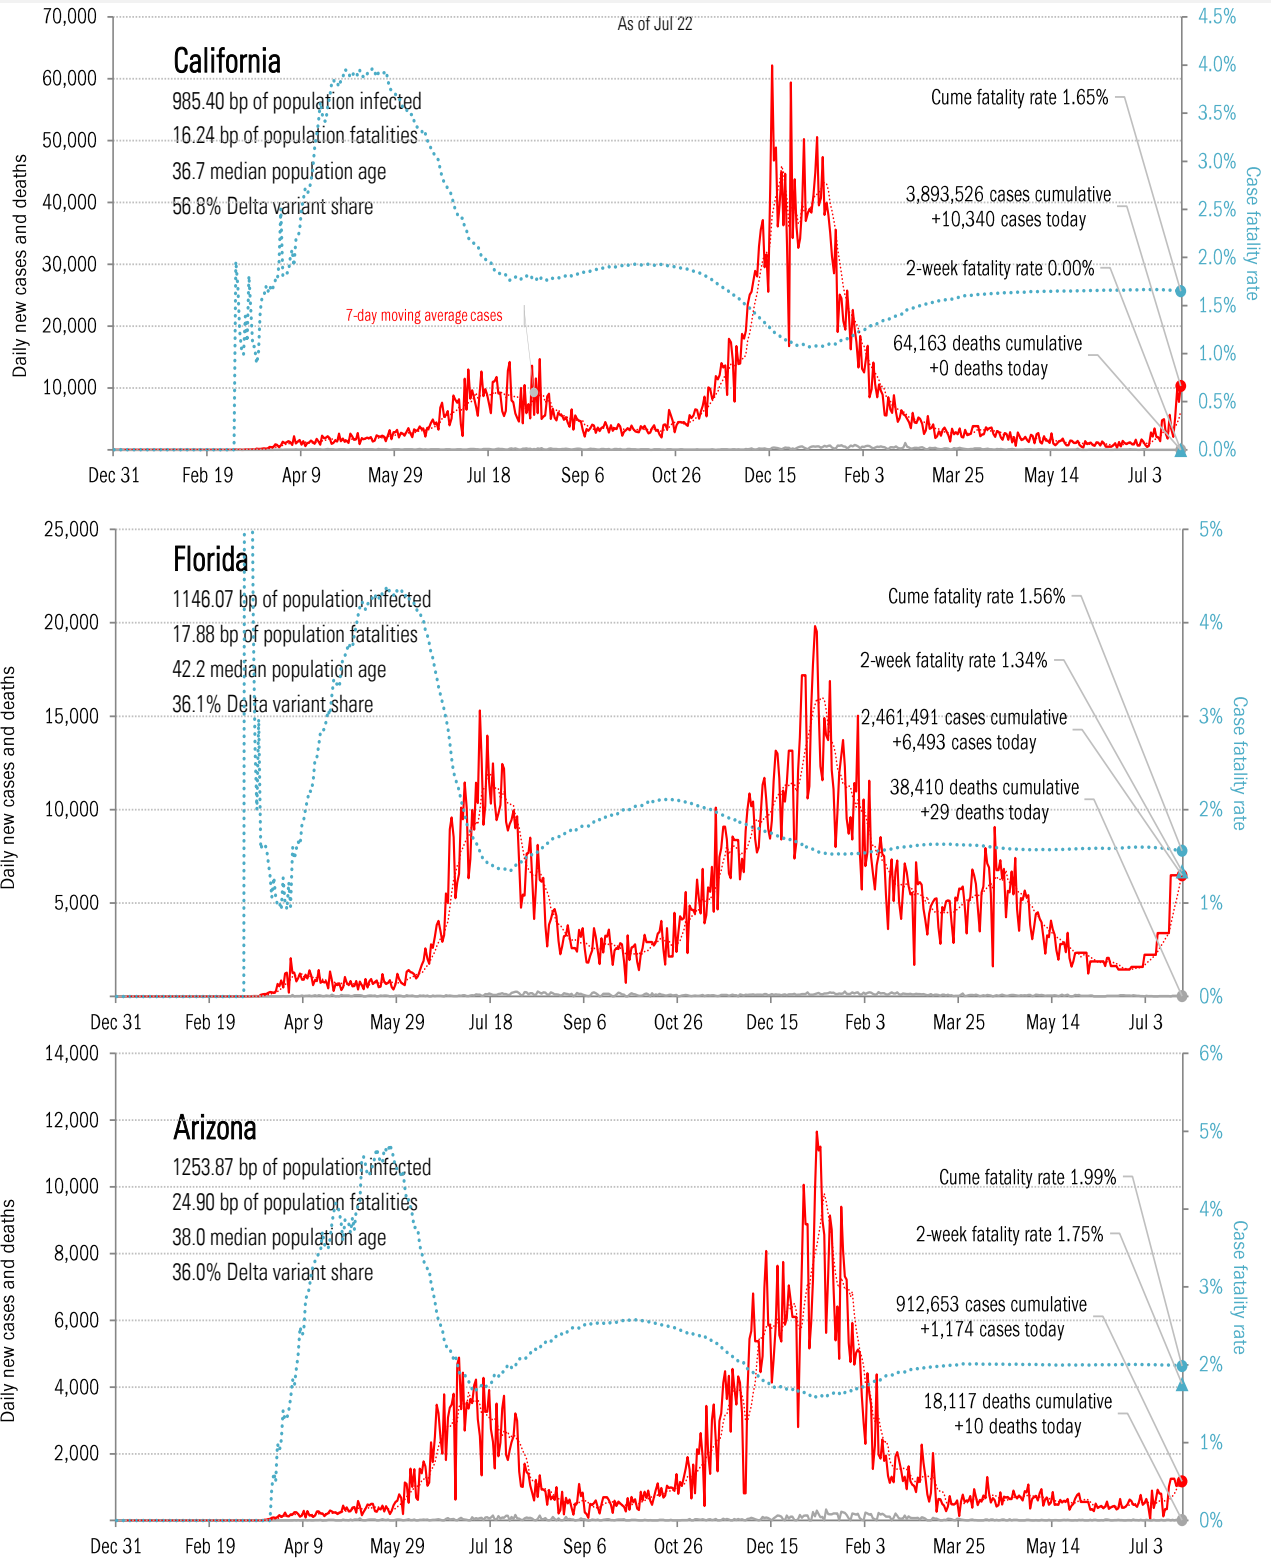 As of Jul 22
70,000
60,000
50,000
40,000
30,000
20,000
10,000
Daily new cases and deaths
California
985.40 bp of population infected
16.24 bp of population fatalities
36.7 median population age
56.8% Delta variant share
7-day moving average cases
Cume fatality rate 1.65%
3,893,526 cases cumulative
+10,340 cases today
2-week fatality rate 0.00%
64,163 deaths cumulative
+0 deaths today
4.5%
4.0%
3.5%
3.0%
2.5%
2.0%
1.5%
1.0%
0.5%
0.0%
Case fatality rate
Dec 31 Feb 19 Apr 9 May 29 Jul 18 Sep 6 Oct 26 Dec 15 Feb 3 Mar 25 May 14 Jul 3
25,000
20,000
15,000
10,000
5,000
Daily new cases and deaths
Florida
1146.07 bp of population infected
17.88 bp of population fatalities
42.2 median population age
36.1% Delta variant share
Cume fatality rate 1.56%
2-week fatality rate 1.34%
2,461,491 cases cumulative
+6,493 cases today
38,410 deaths cumulative
+29 deaths today
5%
4%
3%
2%
1%
0%
Case fatality rate
Dec 31 Feb 19 Apr 9 May 29 Jul 18 Sep 6 Oct 26 Dec 15 Feb 3 Mar 25 May 14 Jul 3
14,000
12,000
10,000
8,000
6,000
4,000
2,000
Daily new cases and deaths
Arizona
1253.87 bp of population infected
24.90 bp of population fatalities
38.0 median population age
36.0% Delta variant share
Cume fatality rate 1.99%
2-week fatality rate 1.75%
912,653 cases cumulative
+1,174 cases today
18,117 deaths cumulative
+10 deaths today
6%
5%
4%
3%
2%
1%
0%
Case fatality rate
Dec 31 Feb 19 Apr 9 May 29 Jul 18 Sep 6 Oct 26 Dec 15 Feb 3 Mar 25 May 14 Jul 3